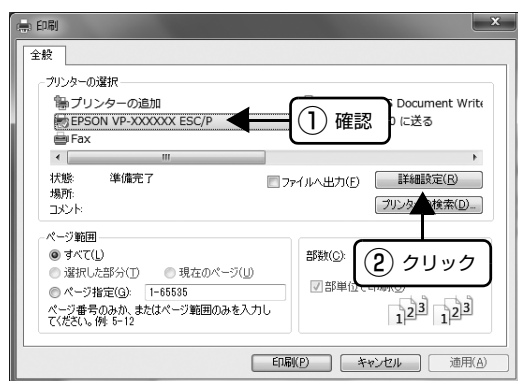 印刷
全般
プリンターの選択
プリンターの追加
S Document Write
EPSON VP-XXXXXX ESC/P
に送る
Fax
① 確認
状態: 準備完了
場所:
コメント:
ファイルへ出力(F)
詳細設定(R)
プリンターの検索(D)...
ページ範囲
すべて(L)
選択した部分(T)
現在のページ(U)
ページ指定(G): 1-65535
ページ番号のみか、またはページ範囲のみを入力し
てください。例: 5-12
部数(C):
② クリック
部単位で印刷(O)
1 2 3 1 2 3
印刷(P) キャンセル 適用(A)